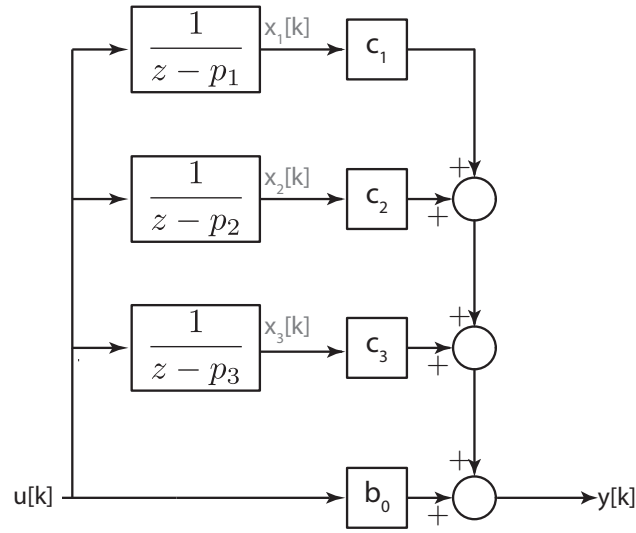 1/(z − p₁) x₁[k] c₁
+
1/(z − p₂) x₂[k] c₂
+
+
1/(z − p₃) x₃[k] c₃
+
+
u[k] b₀ y[k]
+